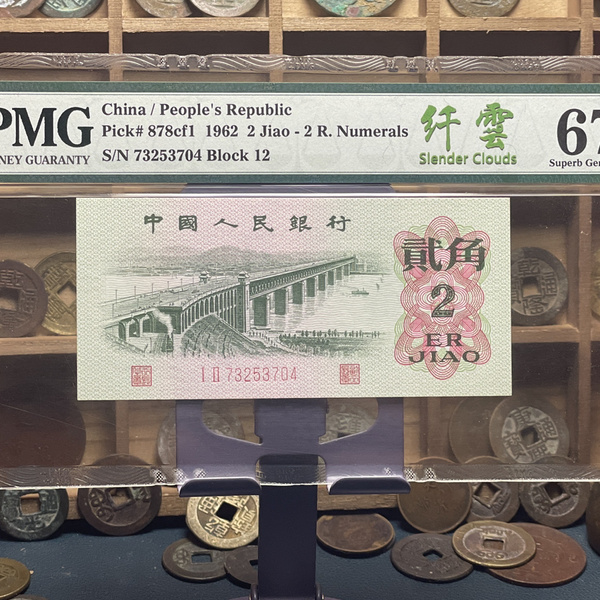 PMG
NEY GUARANTY
China / People's Republic
Pick# 878cf1 1962 2 Jiao - 2 R. Numerals
S/N 73253704 Block 12
纤雲
Slender Clouds
67
Superb Gem
中國人民銀行
貳角
2
ER
JIAO
I II 73253704